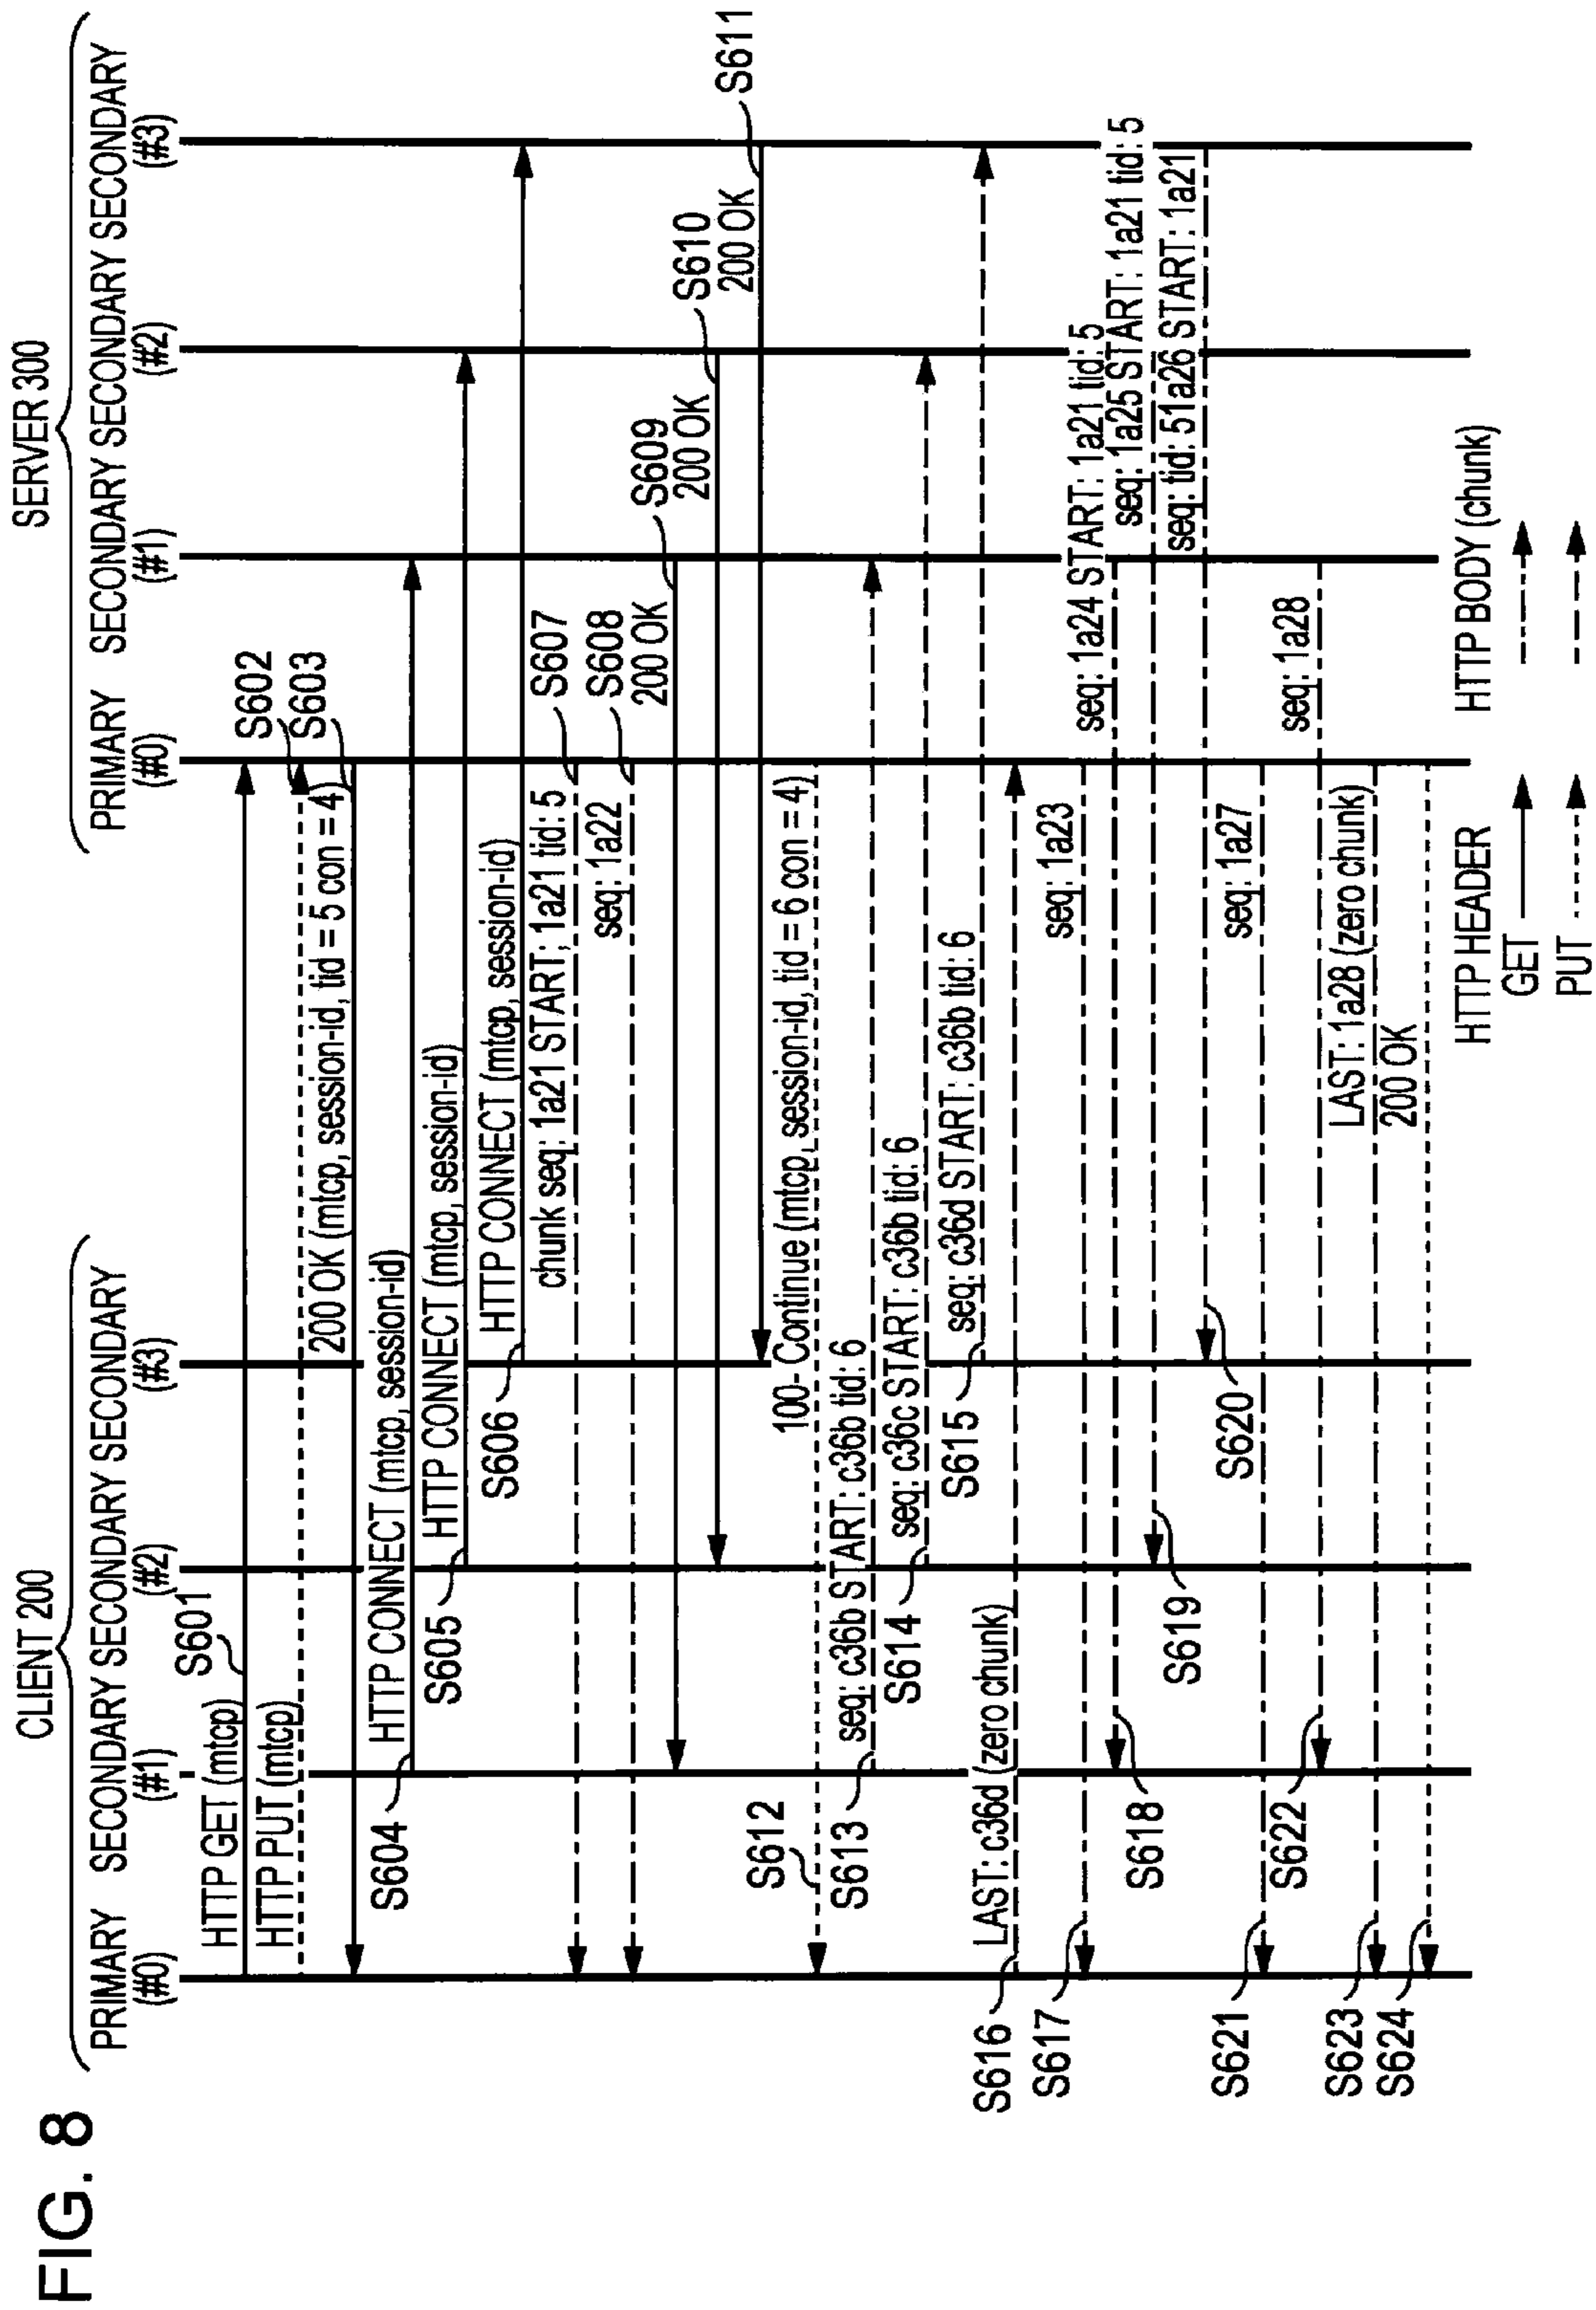 FIG. 8
CLIENT 200
SERVER 300
PRIMARY SECONDARY SECONDARY SECONDARY
(#0) (#1) (#2) (#3)
PRIMARY SECONDARY SECONDARY SECONDARY
(#0) (#1) (#2) (#3)
HTTP GET (mtcp)
S601
HTTP PUT (mtcp)
S602
200 OK (mtcp, session-id, tid = 5 con = 4)
S603
S604
HTTP CONNECT (mtcp, session-id)
S605
HTTP CONNECT (mtcp, session-id)
S606
HTTP CONNECT (mtcp, session-id)
chunk seq: 1a21 START; 1a21 tid: 5
S607
seq: 1a22
S608
200 OK
S609
200 OK
S610
200 OK
S611
S612
100- Continue (mtcp, session-id, tid = 6 con = 4)
S613
seq: c36b START: c36b tid: 6
S614
seq: c36c START: c36b tid: 6
S615
seq: c36d START: c36b tid: 6
S616
LAST: c36d (zero chunk)
S617
seq: 1a23
S618
seq: 1a24 START: 1a21 tid: 5
S619
seq: 1a25 START: 1a21 tid: 5
S620
seq: tid: 51a26 START: 1a21
S621
seq: 1a27
S622
seq: 1a28
S623
LAST: 1a28 (zero chunk)
S624
200 OK
HTTP HEADER
HTTP BODY (chunk)
GET
PUT